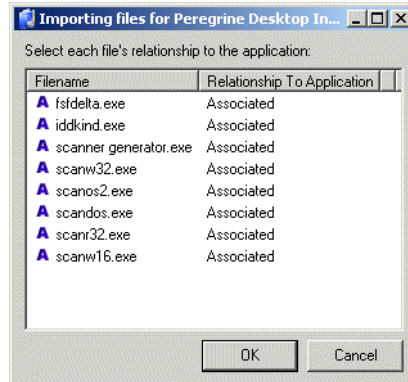 Importing files for Peregrine Desktop In...
Select each file's relationship to the application:
Filename Relationship To Application
A fsfdelta.exe Associated
A iddkind.exe Associated
A scanner generator.exe Associated
A scanw32.exe Associated
A scanos2.exe Associated
A scandos.exe Associated
A scanr32.exe Associated
A scanw16.exe Associated
OK Cancel